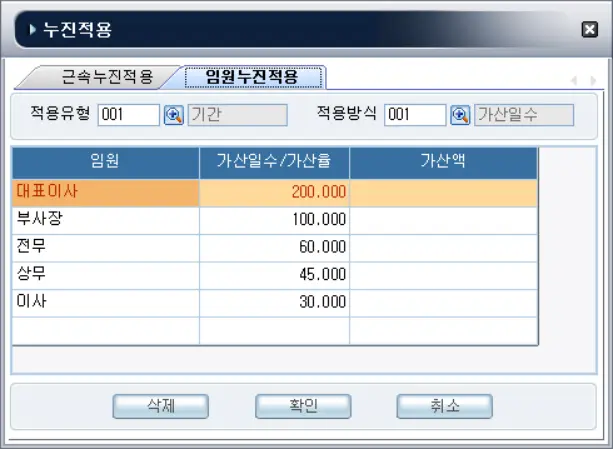 누진적용
근속누진적용 임원누진적용
적용유형 001 기간 적용방식 001 가산일수
임원 가산일수/가산율 가산액
대표이사 200.000
부사장 100.000
전무 60.000
상무 45.000
이사 30.000
삭제 확인 취소